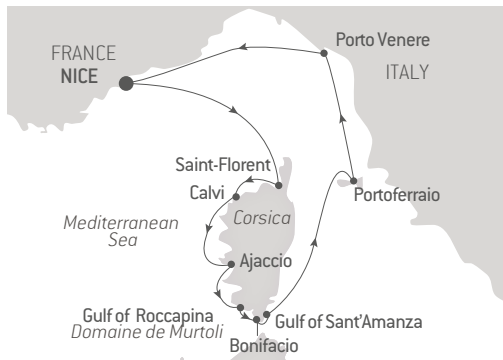 Porto Venere
FRANCE
NICE
ITALY
Saint-Florent
Calvi
Portoferraio
Corsica
Mediterranean
Sea
Ajaccio
Gulf of Roccapina
Domaine de Murtoli
Gulf of Sant'Amanza
Bonifacio